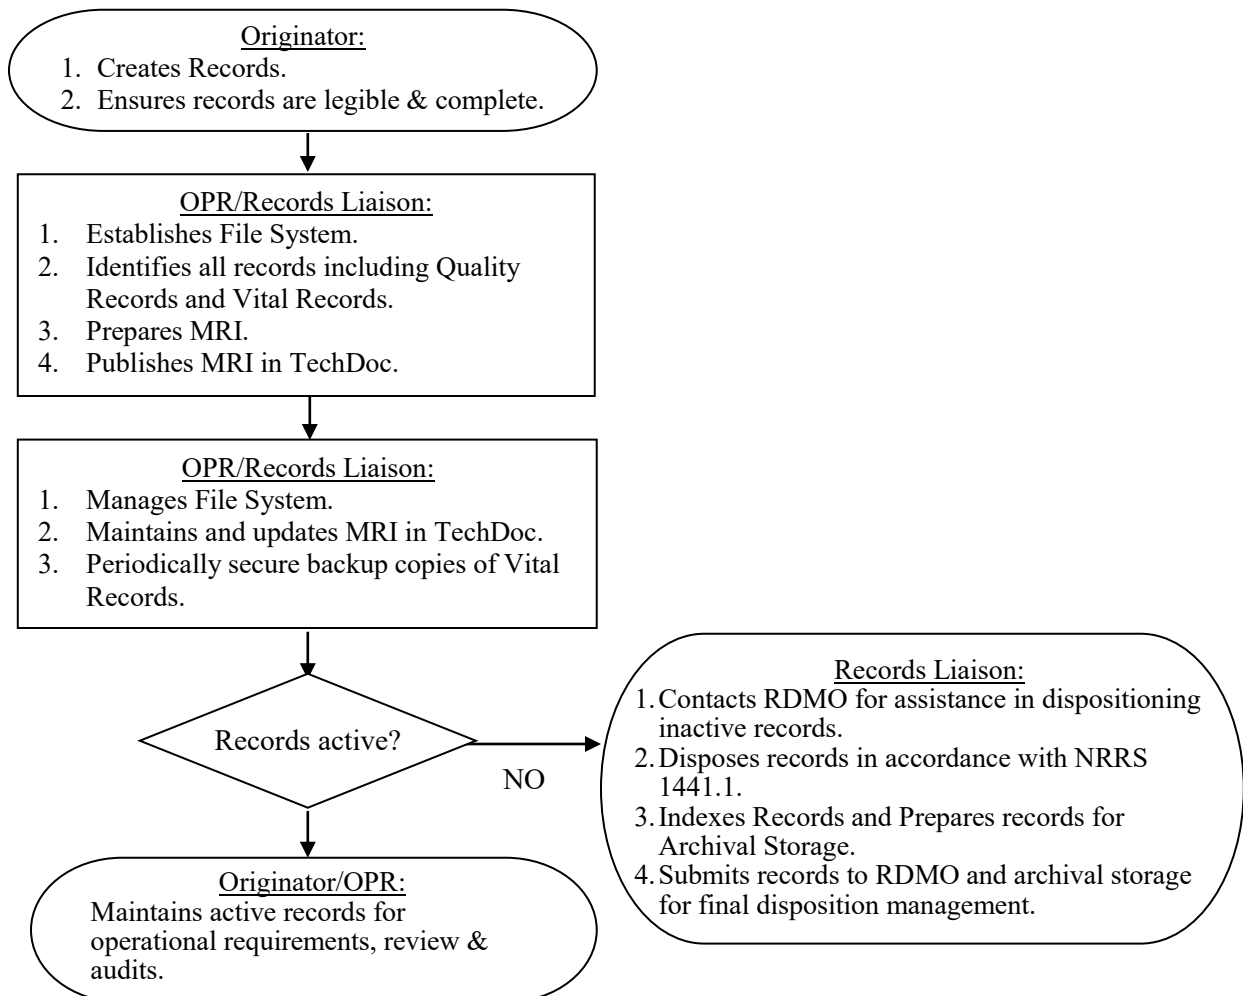 Originator:
1. Creates Records.
2. Ensures records are legible & complete.
OPR/Records Liaison:
1. Establishes File System.
2. Identifies all records including Quality
Records and Vital Records.
3. Prepares MRI.
4. Publishes MRI in TechDoc.
OPR/Records Liaison:
1. Manages File System.
2. Maintains and updates MRI in TechDoc.
3. Periodically secure backup copies of Vital
Records.
Records active?
NO
Records Liaison:
1. Contacts RDMO for assistance in dispositioning
inactive records.
2. Disposes records in accordance with NRRS
1441.1.
3. Indexes Records and Prepares records for
Archival Storage.
4. Submits records to RDMO and archival storage
for final disposition management.
Originator/OPR:
Maintains active records for
operational requirements, review &
audits.